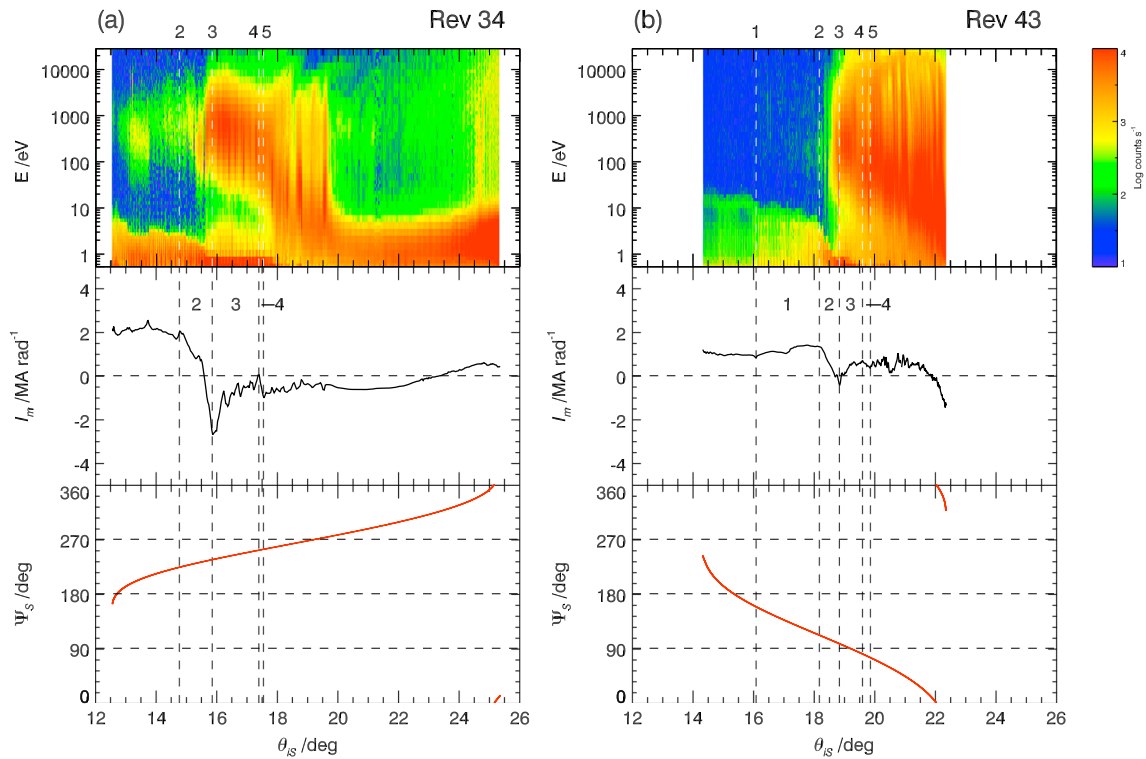 (a) Rev 34
2 3 4 5
E /eV
10000
1000
100
10
1
2 3 —4
I_m /MA rad⁻¹
4
2
0
-2
-4
Ψ_S /deg
360
270
180
90
0
12 14 16 18 20 22 24 26
θ_iS /deg
(b) Rev 43
1 2 3 4 5
E /eV
10000
1000
100
10
1
1 2 3 —4
I_m /MA rad⁻¹
4
2
0
-2
-4
Ψ_S /deg
360
270
180
90
0
12 14 16 18 20 22 24 26
θ_iS /deg
4
3
2
1
Log counts s⁻¹